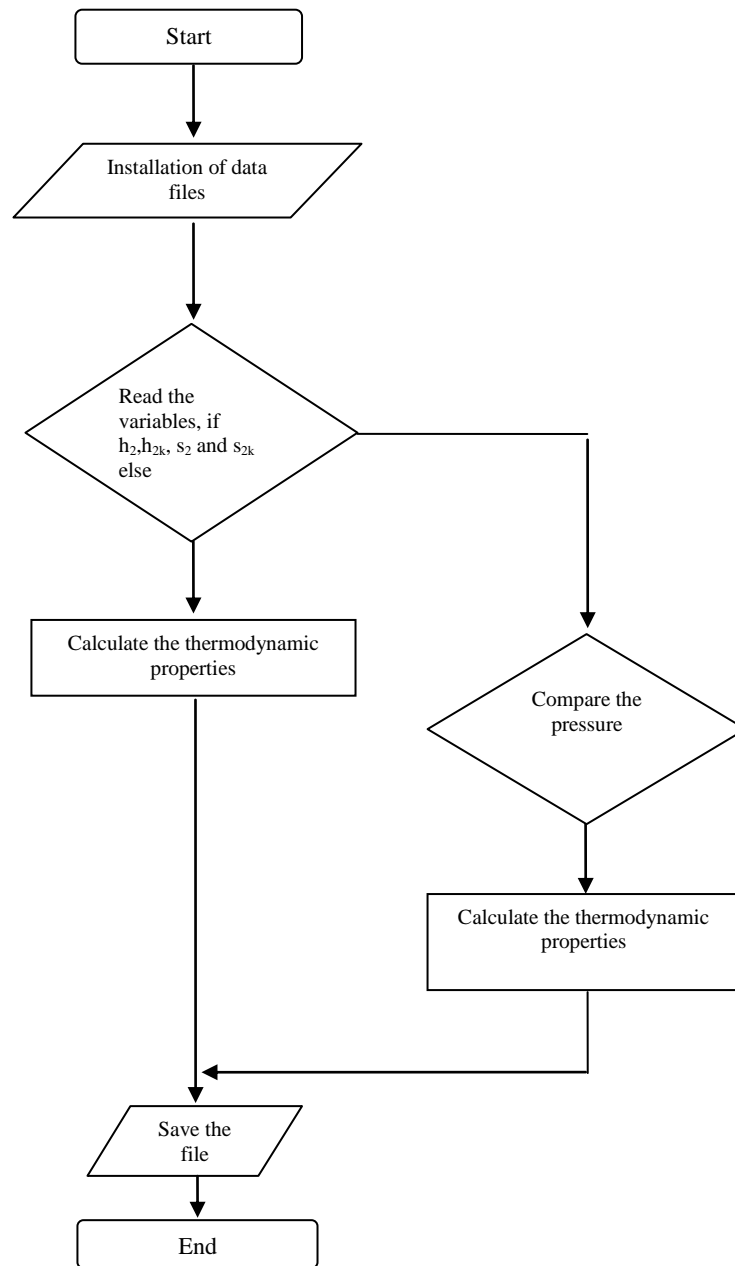 Start
Installation of data
files
Read the
variables, if
h₂,h₂ₖ, s₂ and s₂ₖ
else
Calculate the thermodynamic
properties
Compare the
pressure
Calculate the thermodynamic
properties
Save the
file
End